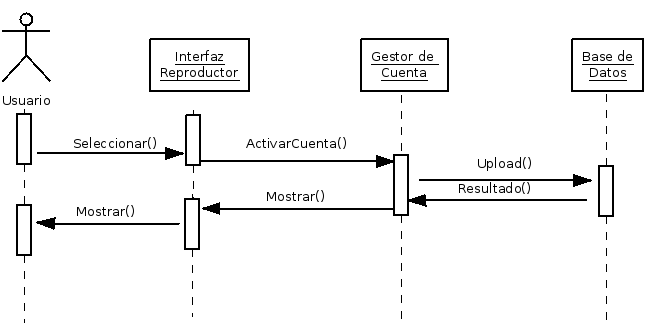 Interfaz
Reproductor
Gestor de
Cuenta
Base de
Datos
Usuario
Seleccionar()
ActivarCuenta()
Upload()
Resultado()
Mostrar()
Mostrar()